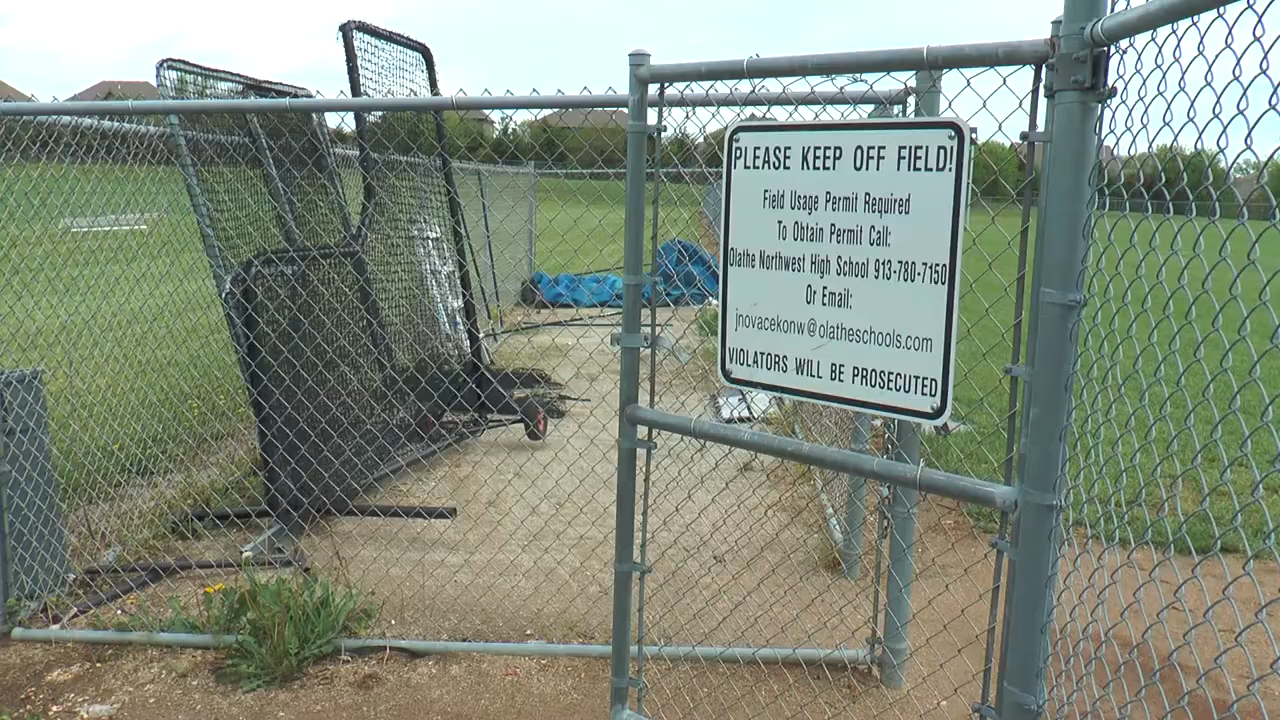 PLEASE KEEP OFF FIELD!
Field Usage Permit Required
To Obtain Permit Call:
Olathe Northwest High School 913-780-7150
Or Email:
jnovacekonw@olatheschools.com
VIOLATORS WILL BE PROSECUTED